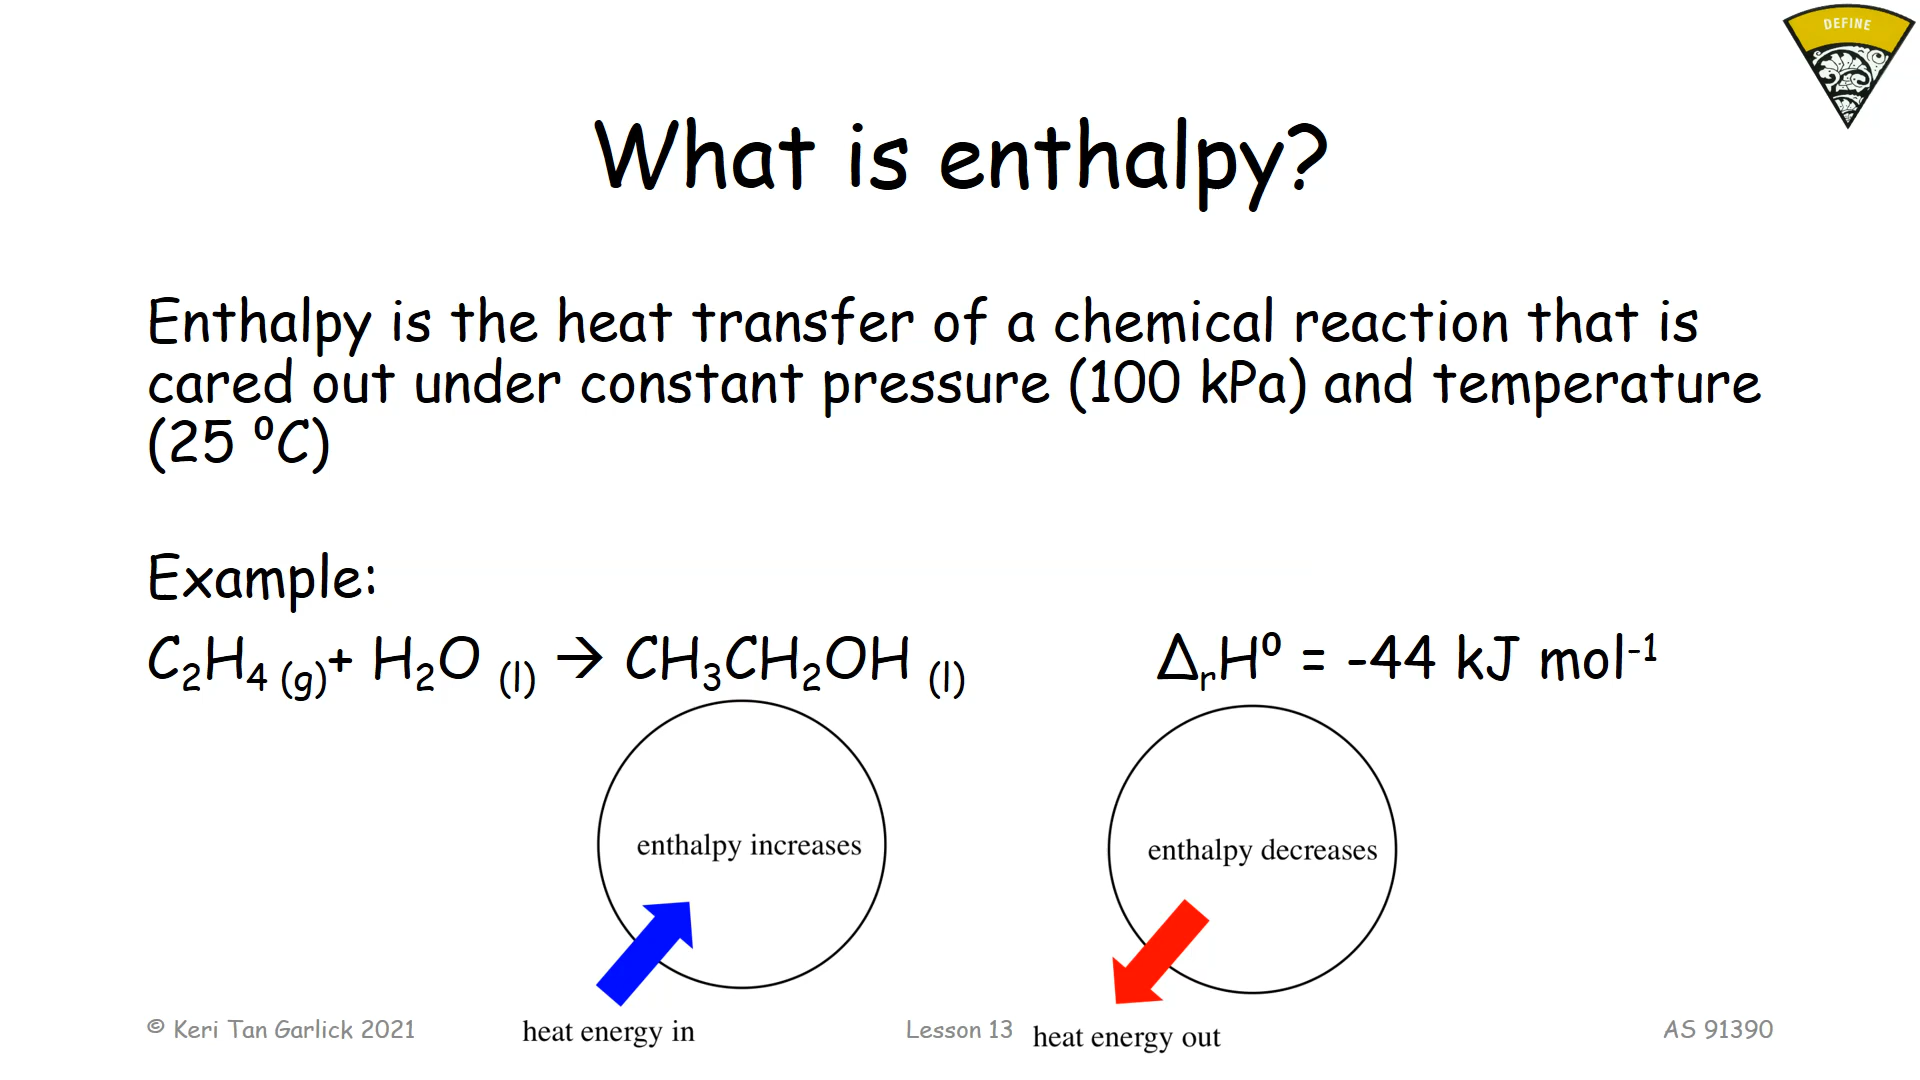 DEFINE
What is enthalpy?
Enthalpy is the heat transfer of a chemical reaction that is
cared out under constant pressure (100 kPa) and temperature
(25 ⁰C)
Example:
C₂H₄ (g)+ H₂O (l) → CH₃CH₂OH (l) ΔᵣH⁰ = -44 kJ mol⁻¹
enthalpy increases
enthalpy decreases
heat energy in
heat energy out
© Keri Tan Garlick 2021
Lesson 13
AS 91390